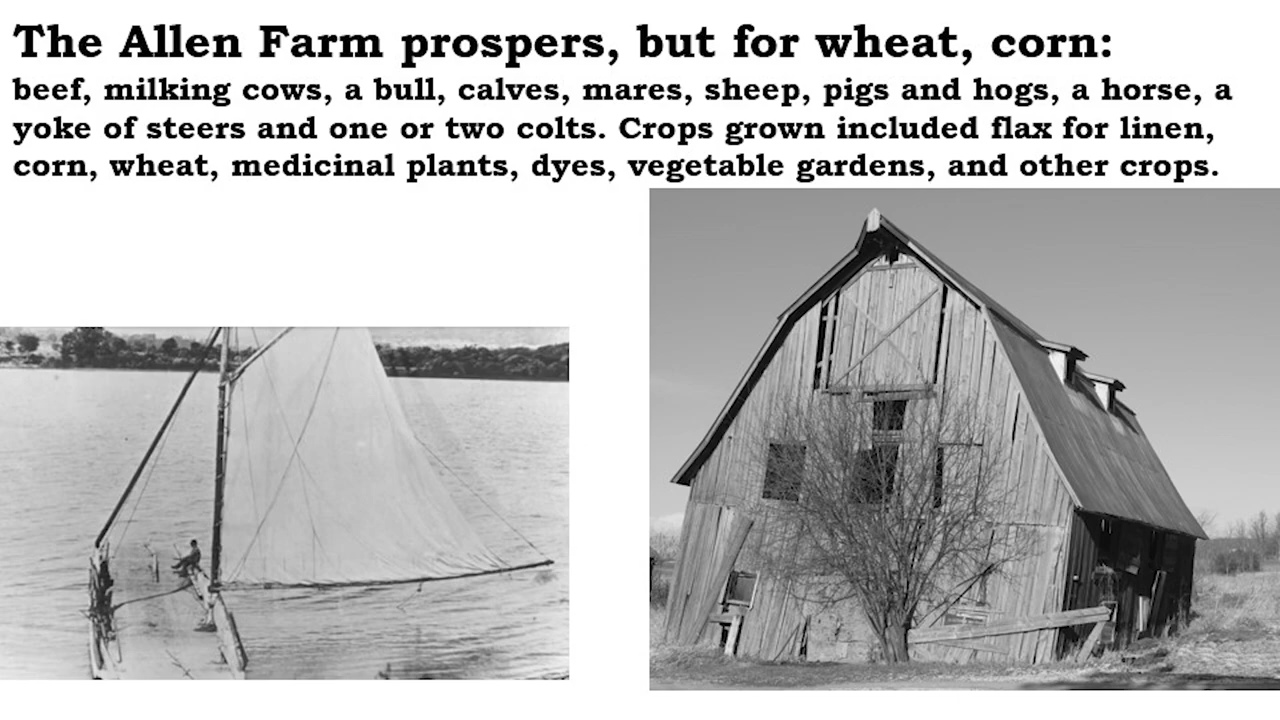 The Allen Farm prospers, but for wheat, corn:
beef, milking cows, a bull, calves, mares, sheep, pigs and hogs, a horse, a
yoke of steers and one or two colts. Crops grown included flax for linen,
corn, wheat, medicinal plants, dyes, vegetable gardens, and other crops.